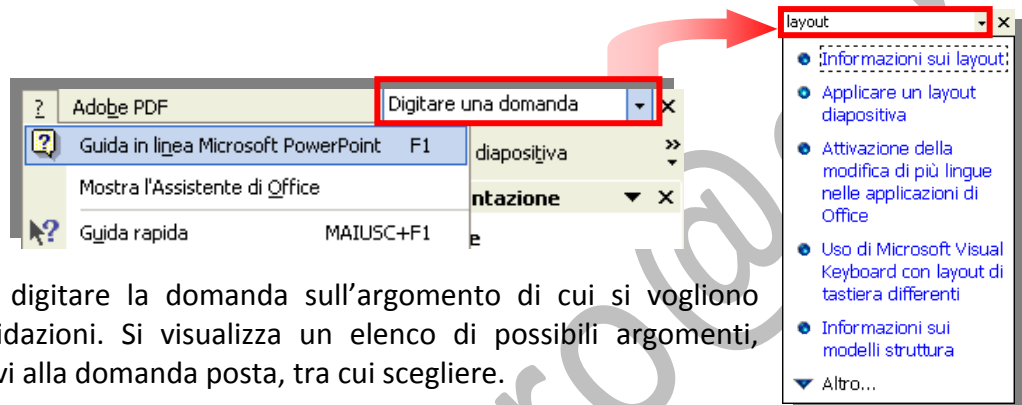 ? Adobe PDF Digitare una domanda
Guida in linea Microsoft PowerPoint F1
diapositiva
Mostra l'Assistente di Office
ntazione
Guida rapida MAIUSC+F1
e
layout
Informazioni sui layout
Applicare un layout
diapositiva
Attivazione della
modifica di più lingue
nelle applicazioni di
Office
Uso di Microsoft Visual
Keyboard con layout di
tastiera differenti
Informazioni sui
modelli struttura
Altro...
digitare la domanda sull’argomento di cui si vogliono
idazioni. Si visualizza un elenco di possibili argomenti,
vi alla domanda posta, tra cui scegliere.